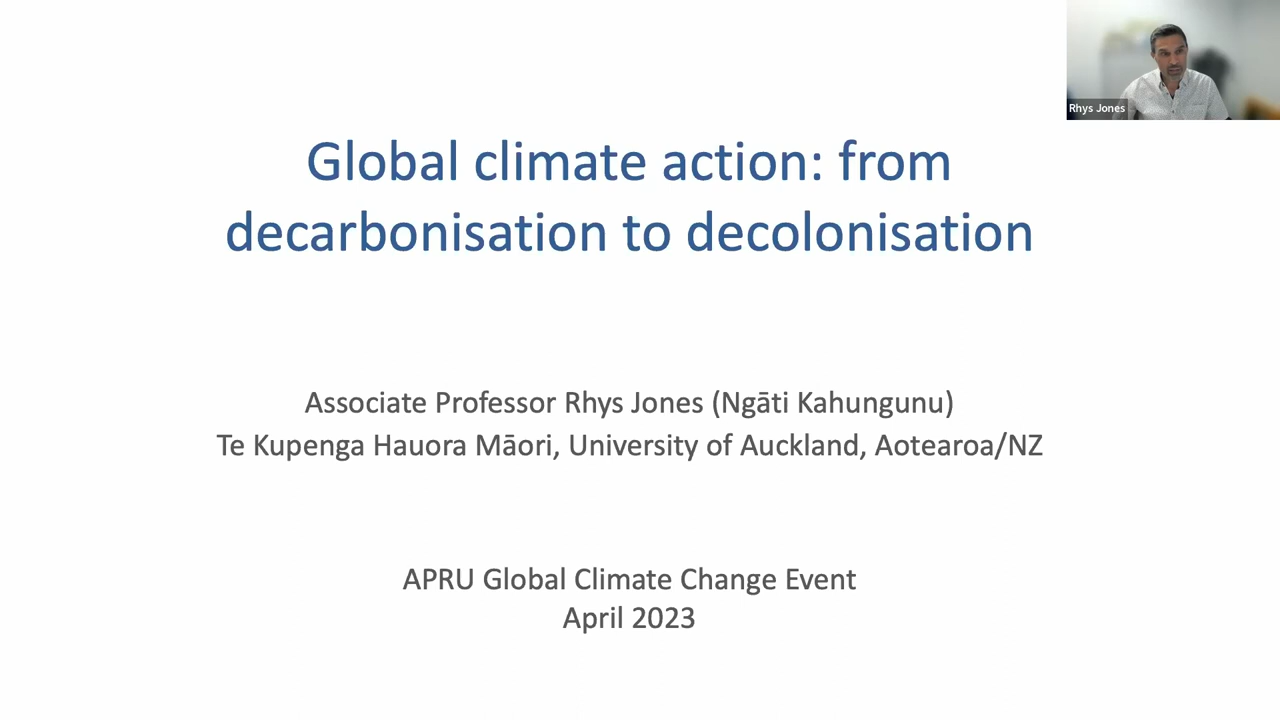 Rhys Jones
Global climate action: from
decarbonisation to decolonisation
Associate Professor Rhys Jones (Ngāti Kahungunu)
Te Kupenga Hauora Māori, University of Auckland, Aotearoa/NZ
APRU Global Climate Change Event
April 2023